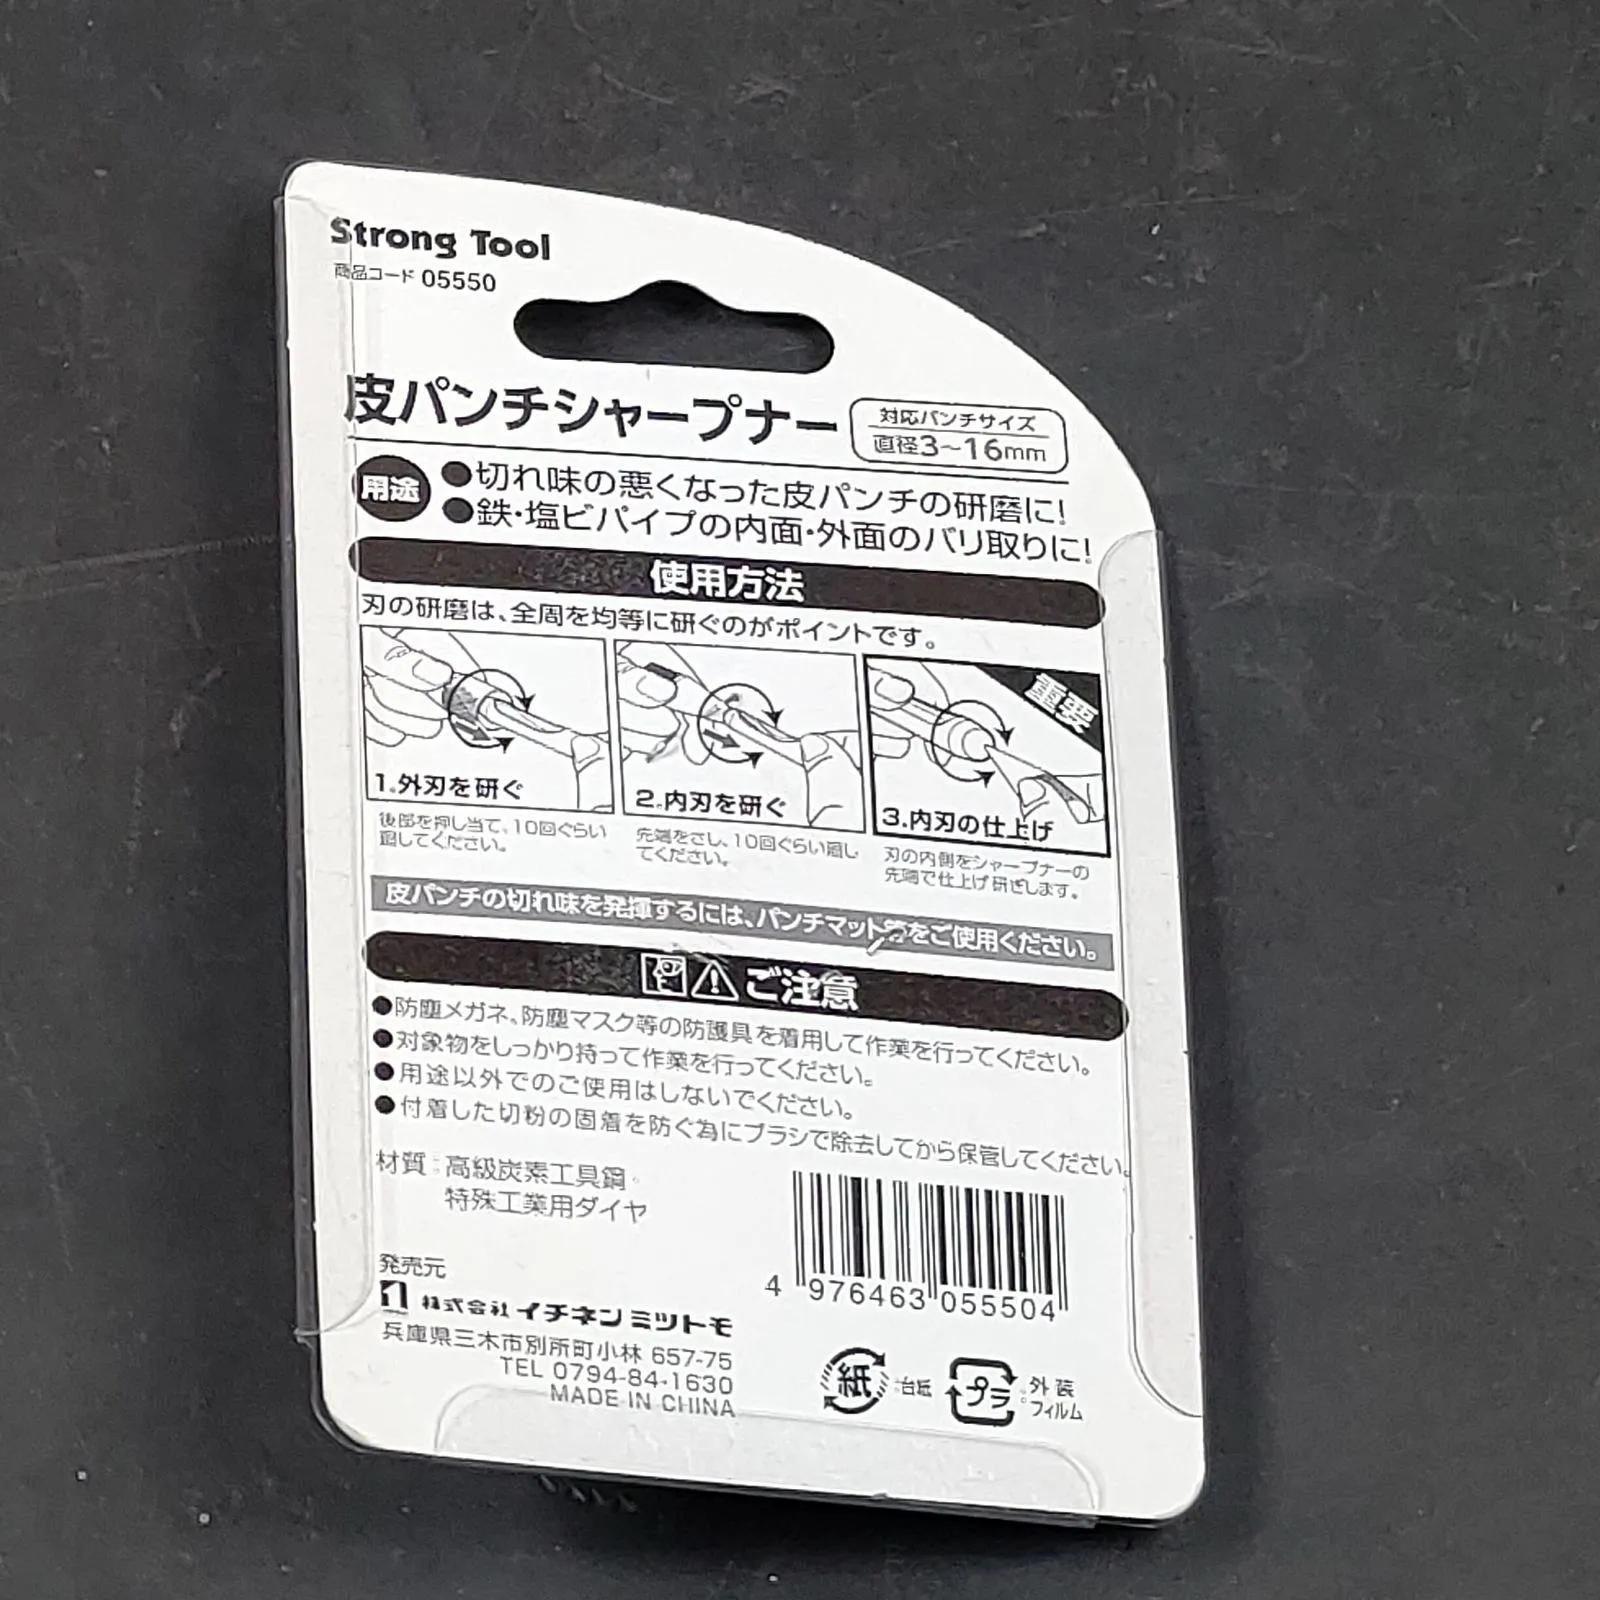 Strong Tool
商品コード 05550
皮パンチシャープナー
対応パンチサイズ
直径3〜16mm
用途
●切れ味の悪くなった皮パンチの研磨に!
●鉄・塩ビパイプの内面・外面のバリ取りに!
使用方法
刃の研磨は、全周を均等に研ぐのがポイントです。
1.外刃を研ぐ
後部を押し当て、10回ぐらい
廻してください。
2.内刃を研ぐ
先端をさし、10回ぐらい廻し
てください。
重要
3.内刃の仕上げ
刃の内側をシャープナーの
先端で仕上げ研ぎします。
皮パンチの切れ味を発揮するには、パンチマット等をご使用ください。
ご注意
●防塵メガネ、防塵マスク等の防護具を着用して作業を行ってください。
●対象物をしっかり持って作業を行ってください。
●用途以外でのご使用はしないでください。
●付着した切粉の固着を防ぐ為にブラシで除去してから保管してください。
材質:高級炭素工具鋼・
特殊工業用ダイヤ
発売元
株式会社 イチネンミツトモ
兵庫県三木市別所町小林 657-75
TEL 0794-84-1630
MADE IN CHINA
4 976463 055504
紙 :台紙
プラ :外装
フィルム